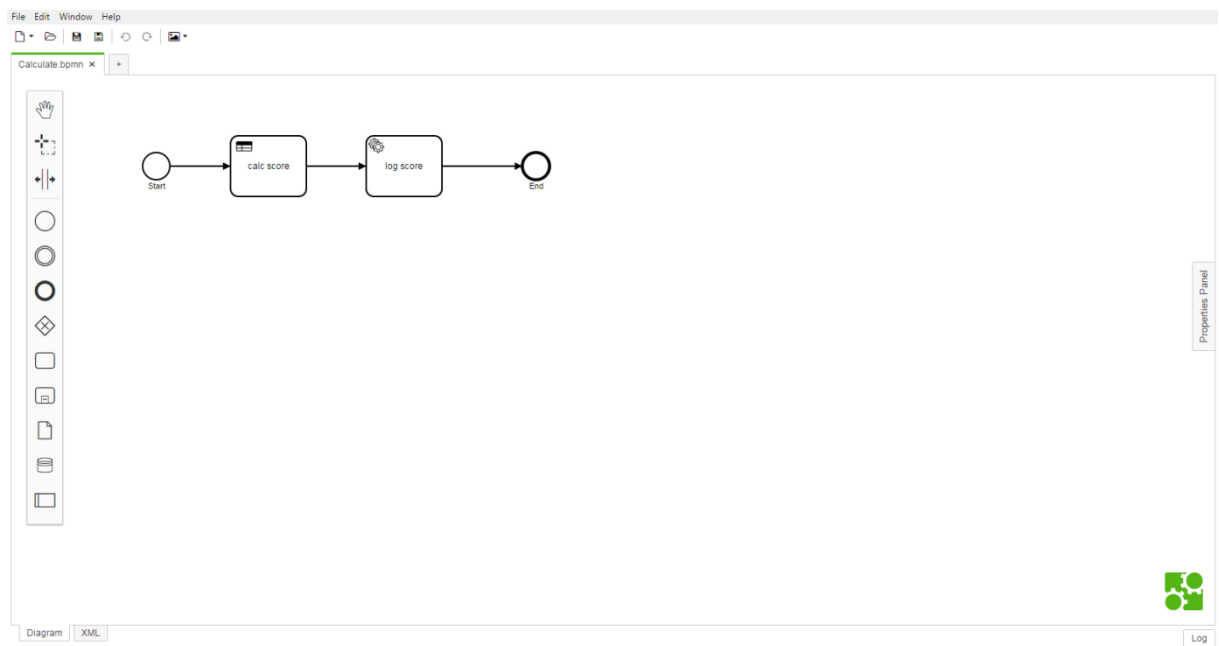 File Edit Window Help
Calculate.bpmn × +
calc score
log score
Start
End
Properties Panel
Diagram XML
Log